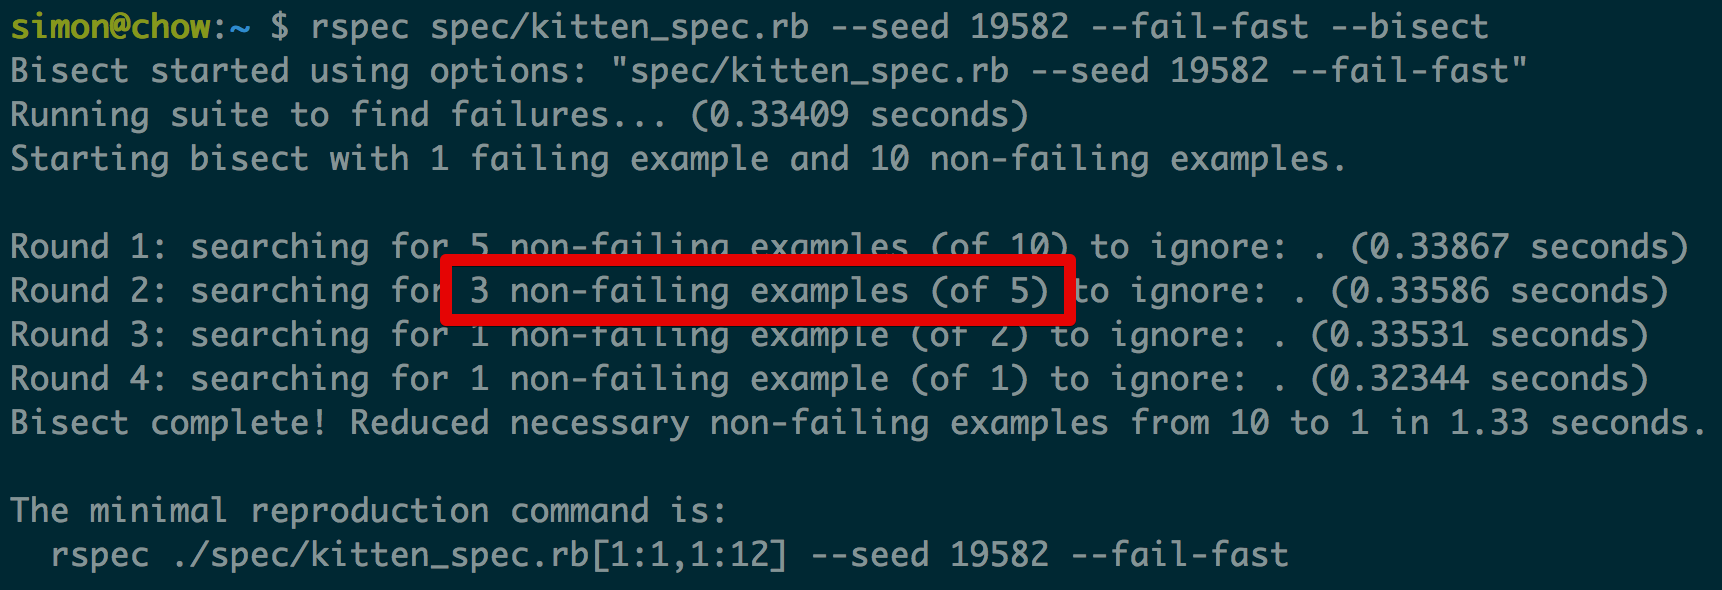 simon@chow:~ $ rspec spec/kitten_spec.rb --seed 19582 --fail-fast --bisect
Bisect started using options: "spec/kitten_spec.rb --seed 19582 --fail-fast"
Running suite to find failures... (0.33409 seconds)
Starting bisect with 1 failing example and 10 non-failing examples.
Round 1: searching for 5 non-failing examples (of 10) to ignore: . (0.33867 seconds)
Round 2: searching for 3 non-failing examples (of 5) to ignore: . (0.33586 seconds)
Round 3: searching for 1 non-failing example (of 2) to ignore: . (0.33531 seconds)
Round 4: searching for 1 non-failing example (of 1) to ignore: . (0.32344 seconds)
Bisect complete! Reduced necessary non-failing examples from 10 to 1 in 1.33 seconds.
The minimal reproduction command is:
rspec ./spec/kitten_spec.rb[1:1,1:12] --seed 19582 --fail-fast